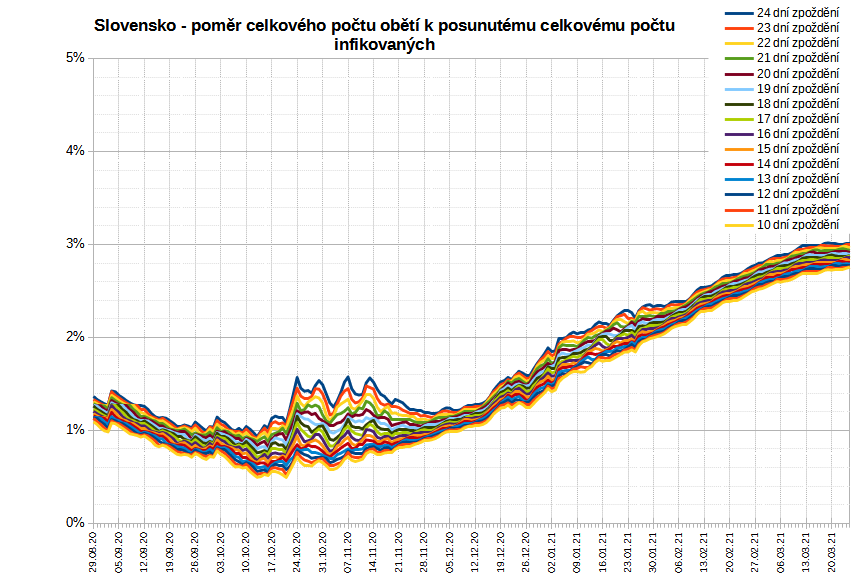 Slovensko - poměr celkového počtu obětí k posunutému celkovému počtu
infikovaných
24 dní zpoždění
23 dní zpoždění
22 dní zpoždění
21 dní zpoždění
20 dní zpoždění
19 dní zpoždění
18 dní zpoždění
17 dní zpoždění
16 dní zpoždění
15 dní zpoždění
14 dní zpoždění
13 dní zpoždění
12 dní zpoždění
11 dní zpoždění
10 dní zpoždění
5%
4%
3%
2%
1%
0%
29.08.20
05.09.20
12.09.20
19.09.20
26.09.20
03.10.20
10.10.20
17.10.20
24.10.20
31.10.20
07.11.20
14.11.20
21.11.20
28.11.20
05.12.20
12.12.20
19.12.20
26.12.20
02.01.21
09.01.21
16.01.21
23.01.21
30.01.21
06.02.21
13.02.21
20.02.21
27.02.21
06.03.21
13.03.21
20.03.21